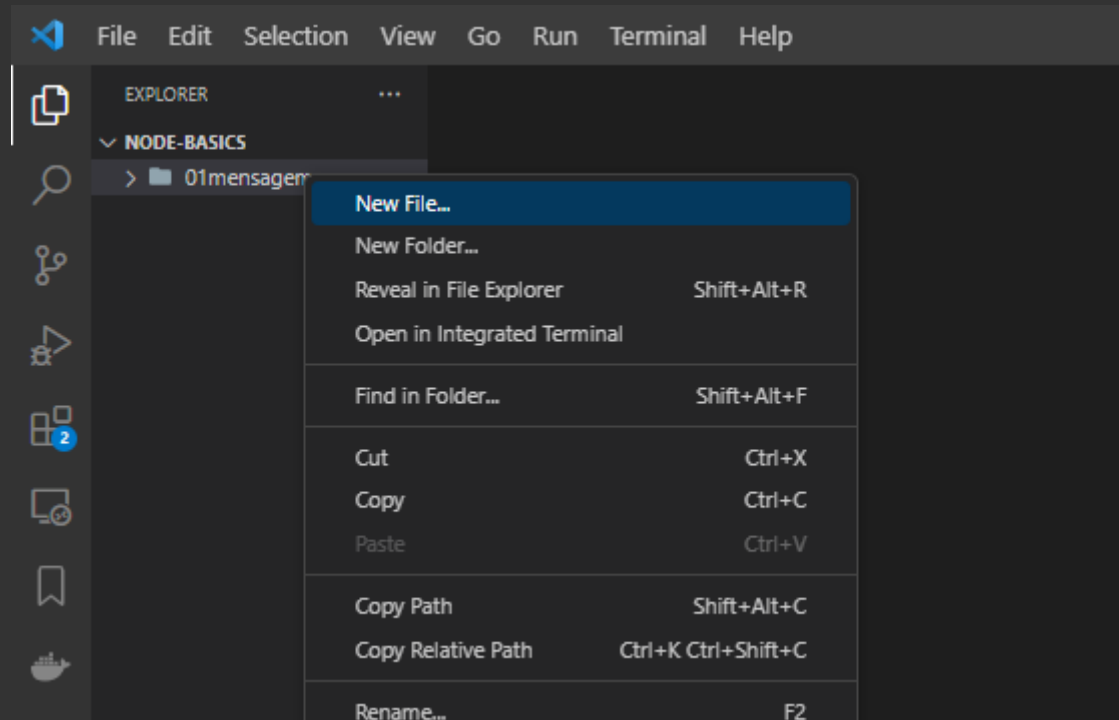 File Edit Selection View Go Run Terminal Help
EXPLORER ···
NODE-BASICS
01mensagem
New File...
New Folder...
Reveal in File Explorer Shift+Alt+R
Open in Integrated Terminal
Find in Folder... Shift+Alt+F
Cut Ctrl+X
Copy Ctrl+C
Paste Ctrl+V
2
Copy Path Shift+Alt+C
Copy Relative Path Ctrl+K Ctrl+Shift+C
Rename... F2